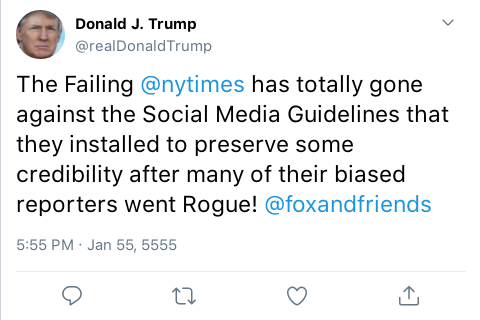 Donald J. Trump
@realDonaldTrump
The Failing @nytimes has totally gone
against the Social Media Guidelines that
they installed to preserve some
credibility after many of their biased
reporters went Rogue! @foxandfriends
5:55 PM · Jan 55, 5555